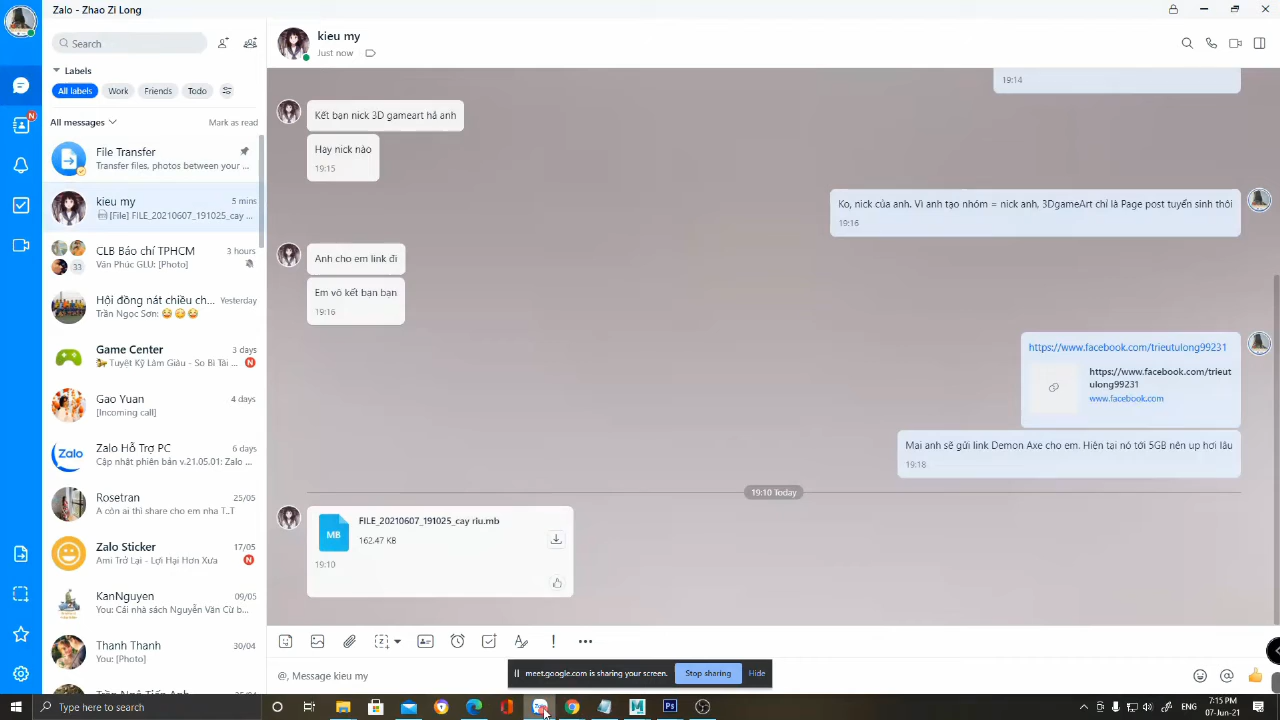 Zalo - Zhao Zi Long
Search
Labels
All labels
Work
Friends
Todo
All messages
Mark as read
File Transfer
Transfer files, photos between your ...
kieu my
5 mins
[File] FILE_20210607_191025_cay ...
CLB Báo chí TPHCM
3 hours
33
Văn Phúc GLU: [Photo]
Hội đồng nát chiều ch...
Yesterday
Trần Ngọc Sơn:
Game Center
3 days
Tuyệt Kỹ Làm Giàu - So Bì Tài ...
N
Gao Yuan
4 days
[Incoming call]
Zalo
Zalo Hỗ Trợ PC
6 days
Cập nhật phiên bản v.21.05.01: Zalo ...
Rosetran
25/05
A còn ai thì share cho em nha T..T
Zalo Sticker
17/05
Ami Trở Lại - Lợi Hại Hơn Xưa
N
KanNguyen
09/05
You: Cái nhà sách Nguyễn Văn Cừ b...
Thanh Thanh
30/04
You: [Photo]
N
kieu my
Just now
19:14
Kết bạn nick 3D gameart hả anh
Hay nick nào
19:15
Ko, nick của anh. Vì anh tạo nhóm = nick anh, 3DgameArt chỉ là Page post tuyển sinh thôi
19:16
Anh cho em link đi
Em vô kết bạn bạn
19:16
https://www.facebook.com/trieutulong99231
https://www.facebook.com/trieut
ulong99231
www.facebook.com
Mai anh sẽ gửi link Demon Axe cho em. Hiện tại nó tới 5GB nên up hơi lâu
19:18
19:10 Today
MB
FILE_20210607_191025_cay riu.mb
162.47 KB
19:10
@, Message kieu my
meet.google.com is sharing your screen.
Stop sharing
Hide
Type here to search
Ps
7:15 PM
07-Jun-21